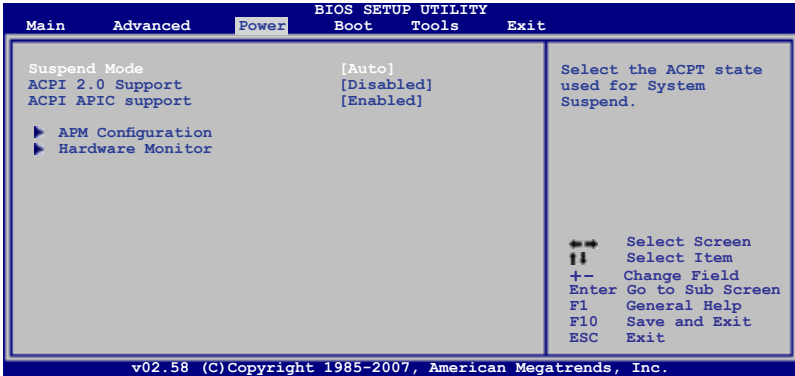 BIOS SETUP UTILITY
Main Advanced Power Boot Tools Exit
Suspend Mode [Auto]
ACPI 2.0 Support [Disabled]
ACPI APIC support [Enabled]
APM Configuration
Hardware Monitor
Select the ACPT state
used for System
Suspend.
Select Screen
Select Item
+- Change Field
Enter Go to Sub Screen
F1 General Help
F10 Save and Exit
ESC Exit
v02.58 (C)Copyright 1985-2007, American Megatrends, Inc.